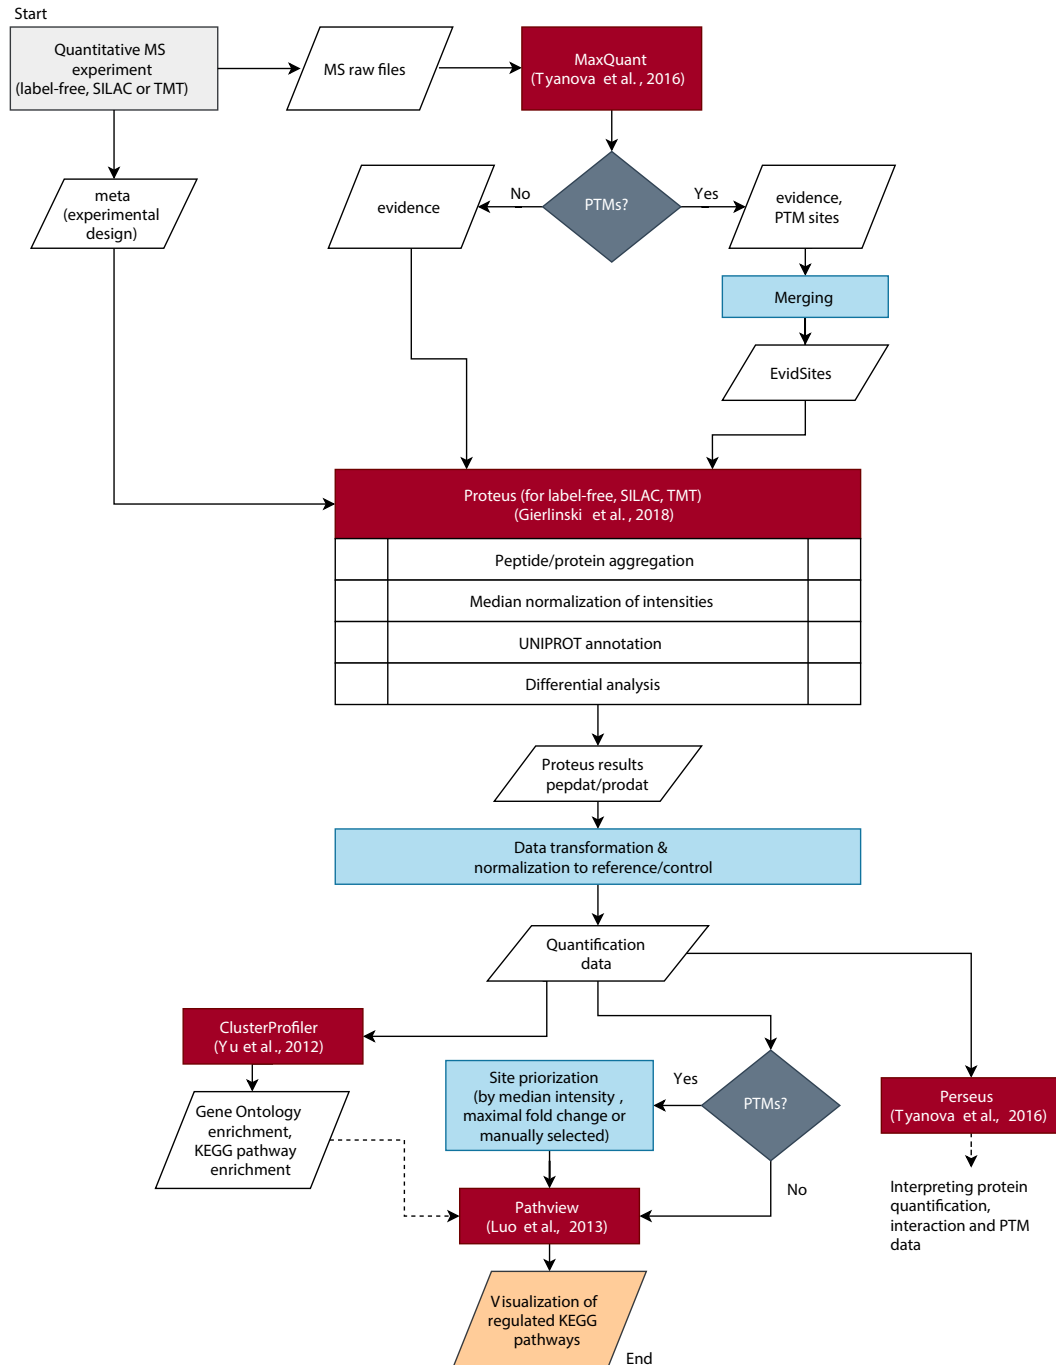 Start
Quantitative MS
experiment
(label-free, SILAC or TMT)
MS raw files
MaxQuant
(Tyanova et al., 2016)
meta
(experimental
design)
evidence
No
PTMs?
Yes
evidence,
PTM sites
Merging
EvidSites
Proteus (for label-free, SILAC, TMT)
(Gierlinski et al., 2018)
Peptide/protein aggregation
Median normalization of intensities
UNIPROT annotation
Differential analysis
Proteus results
pepdat/prodat
Data transformation &
normalization to reference/control
Quantification
data
ClusterProfiler
(Yu et al., 2012)
Gene Ontology
enrichment,
KEGG pathway
enrichment
Site priorization
(by median intensity,
maximal fold change or
manually selected)
Yes
PTMs?
No
Perseus
(Tyanova et al., 2016)
Interpreting protein
quantification,
interaction and PTM
data
Pathview
(Luo et al., 2013)
Visualization of
regulated KEGG
pathways
End